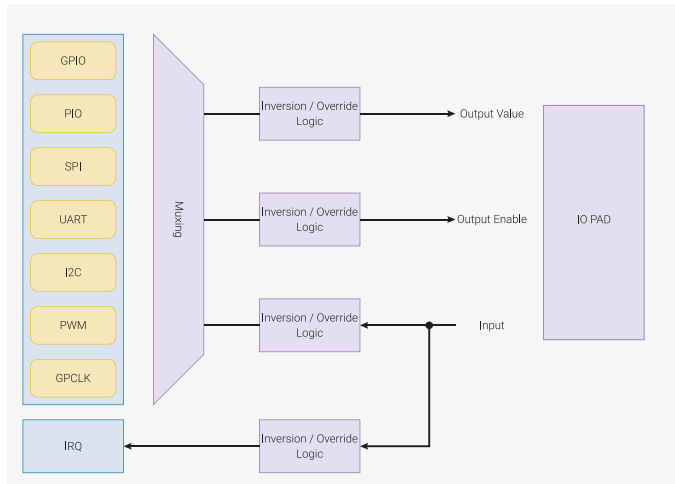 GPIO
PIO
SPI
UART
I2C
PWM
GPCLK
IRQ
Muxing
Inversion / Override
Logic
Inversion / Override
Logic
Inversion / Override
Logic
Inversion / Override
Logic
Output Value
Output Enable
Input
IO PAD